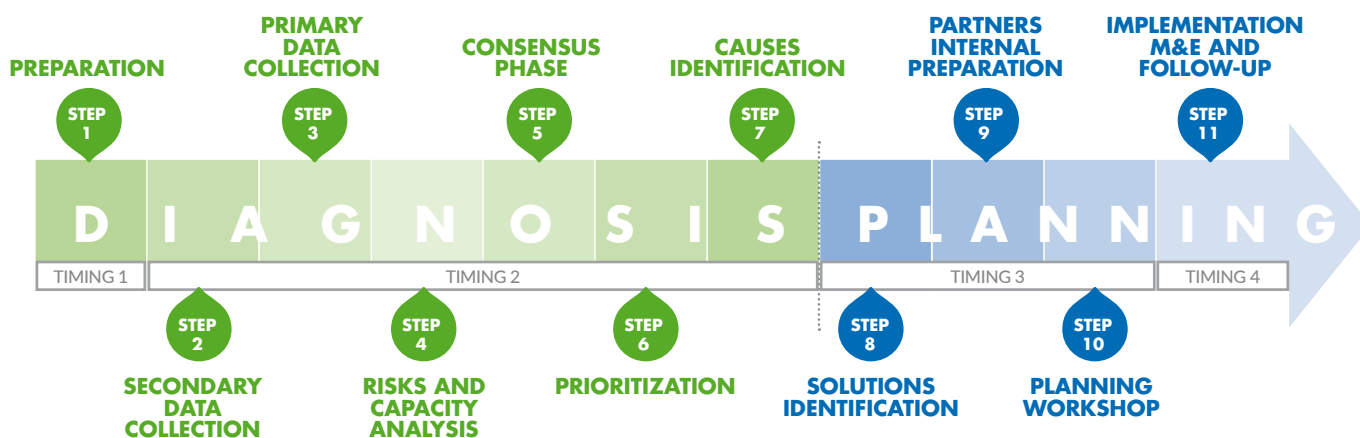 PREPARATION
STEP
1
PRIMARY
DATA
COLLECTION
STEP
3
CONSENSUS
PHASE
STEP
5
CAUSES
IDENTIFICATION
STEP
7
PARTNERS
INTERNAL
PREPARATION
STEP
9
IMPLEMENTATION
M&E AND
FOLLOW-UP
STEP
11
DIAGNOSIS PLANNING
TIMING 1
TIMING 2
TIMING 3
TIMING 4
STEP
2
SECONDARY
DATA
COLLECTION
STEP
4
RISKS AND
CAPACITY
ANALYSIS
STEP
6
PRIORITIZATION
STEP
8
SOLUTIONS
IDENTIFICATION
STEP
10
PLANNING
WORKSHOP